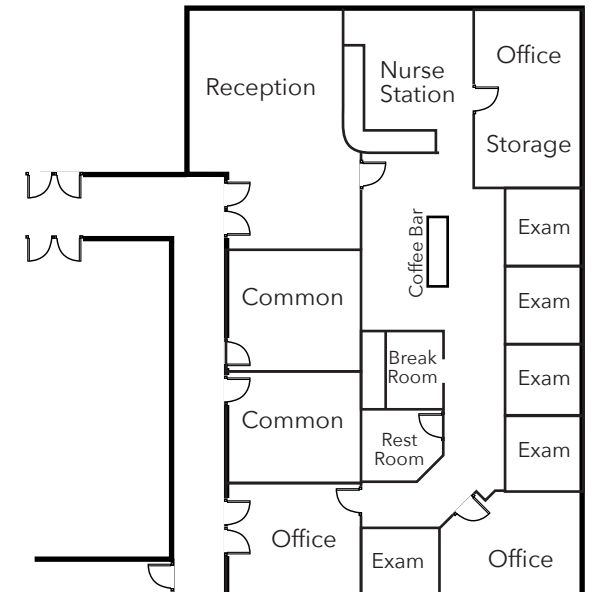 Office
Nurse
Station
Reception
Storage
Coffee Bar
Exam
Common
Exam
Break
Room
Exam
Common
Rest
Room
Exam
Office
Exam
Office